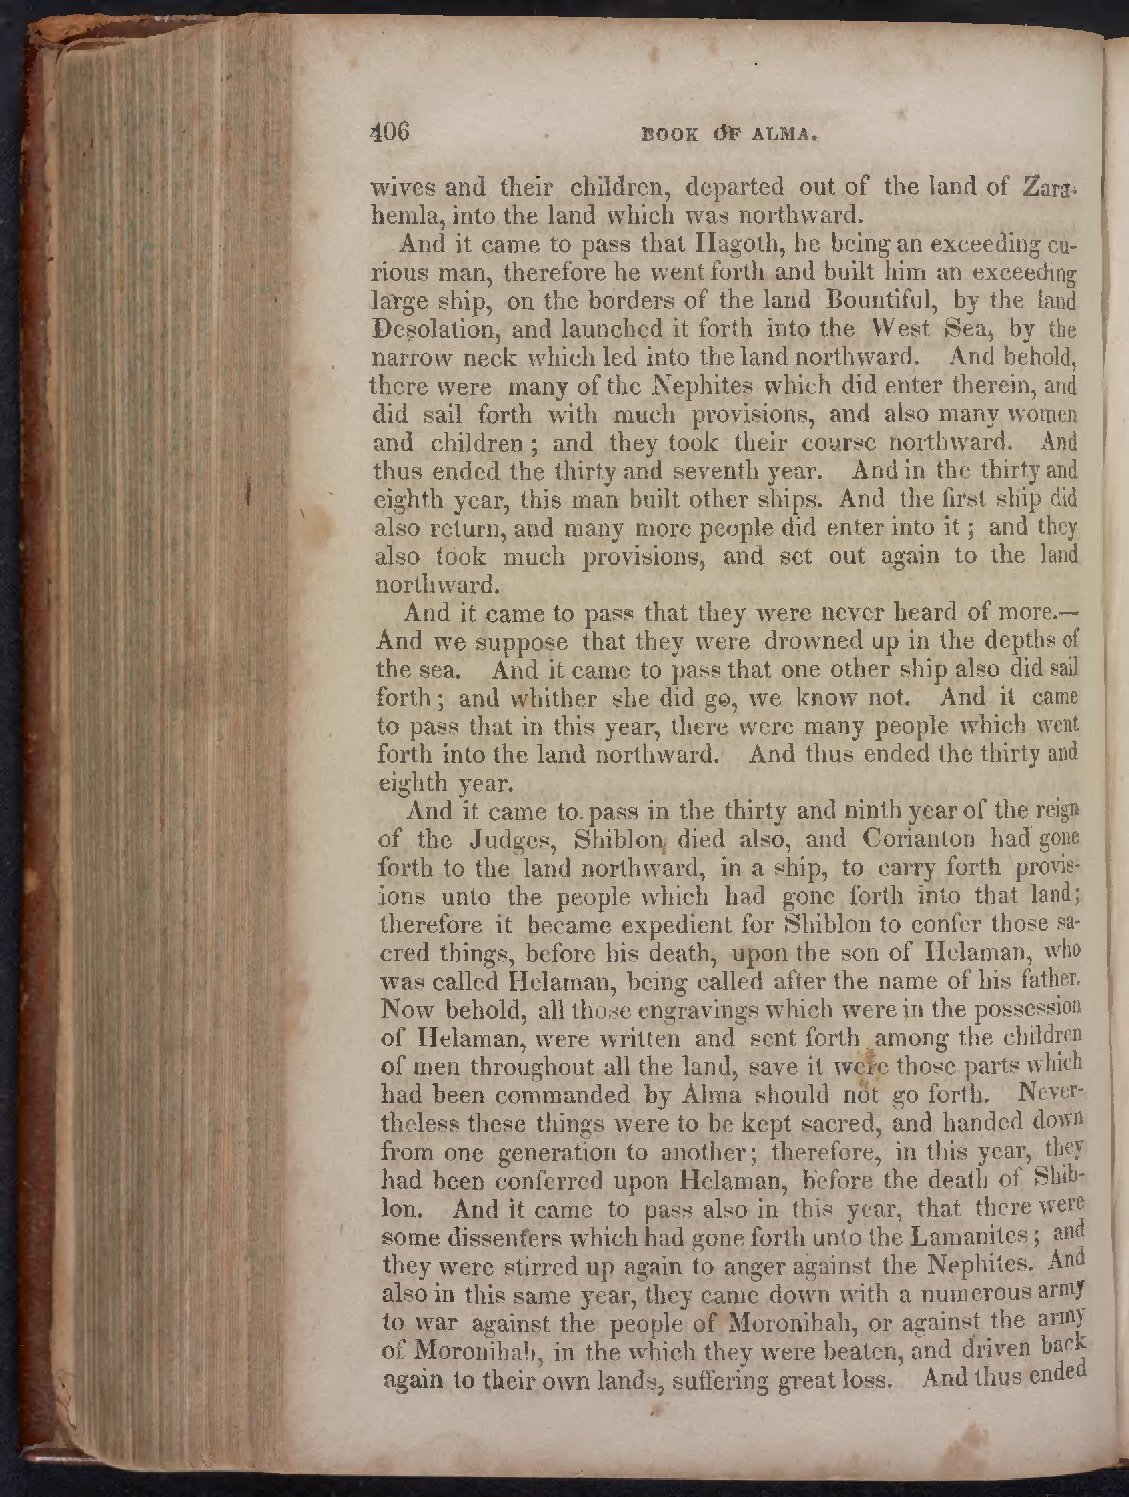 406 BOOK OF ALMA.
wives and their children, departed out of the land of Zara-
hemla, into the land which was northward.
And it came to pass that Hagoth, he being an exceeding cu-
rious man, therefore he went forth and built him an exceeding
large ship, on the borders of the land Bountiful, by the land
Desolation, and launched it forth into the West Sea, by the
narrow neck which led into the land northward. And behold,
there were many of the Nephites which did enter therein, and
did sail forth with much provisions, and also many women
and children; and they took their course northward. And
thus ended the thirty and seventh year. And in the thirty and
eighth year, this man built other ships. And the first ship did
also return, and many more people did enter into it; and they
also took much provisions, and set out again to the land
northward.
And it came to pass that they were never heard of more.—
And we suppose that they were drowned up in the depths of
the sea. And it came to pass that one other ship also did sail
forth; and whither she did go, we know not. And it came
to pass that in this year, there were many people which went
forth into the land northward. And thus ended the thirty and
eighth year.
And it came to pass in the thirty and ninth year of the reign
of the Judges, Shiblon died also, and Corianton had gone
forth to the land northward, in a ship, to carry forth provis-
ions unto the people which had gone forth into that land;
therefore it became expedient for Shiblon to confer those sa-
cred things, before his death, upon the son of Helaman, who
was called Helaman, being called after the name of his father.
Now behold, all those engravings which were in the possession
of Helaman, were written and sent forth among the children
of men throughout all the land, save it were those parts which
had been commanded by Alma should not go forth. Never-
theless these things were to be kept sacred, and handed down
from one generation to another; therefore, in this year, they
had been conferred upon Helaman, before the death of Shib-
lon. And it came to pass also in this year, that there were
some dissenters which had gone forth unto the Lamanites; and
they were stirred up again to anger against the Nephites. And
also in this same year, they came down with a numerous army
to war against the people of Moronihah, or against the army
of Moronihah, in the which they were beaten, and driven back
again to their own lands, suffering great loss. And thus ended